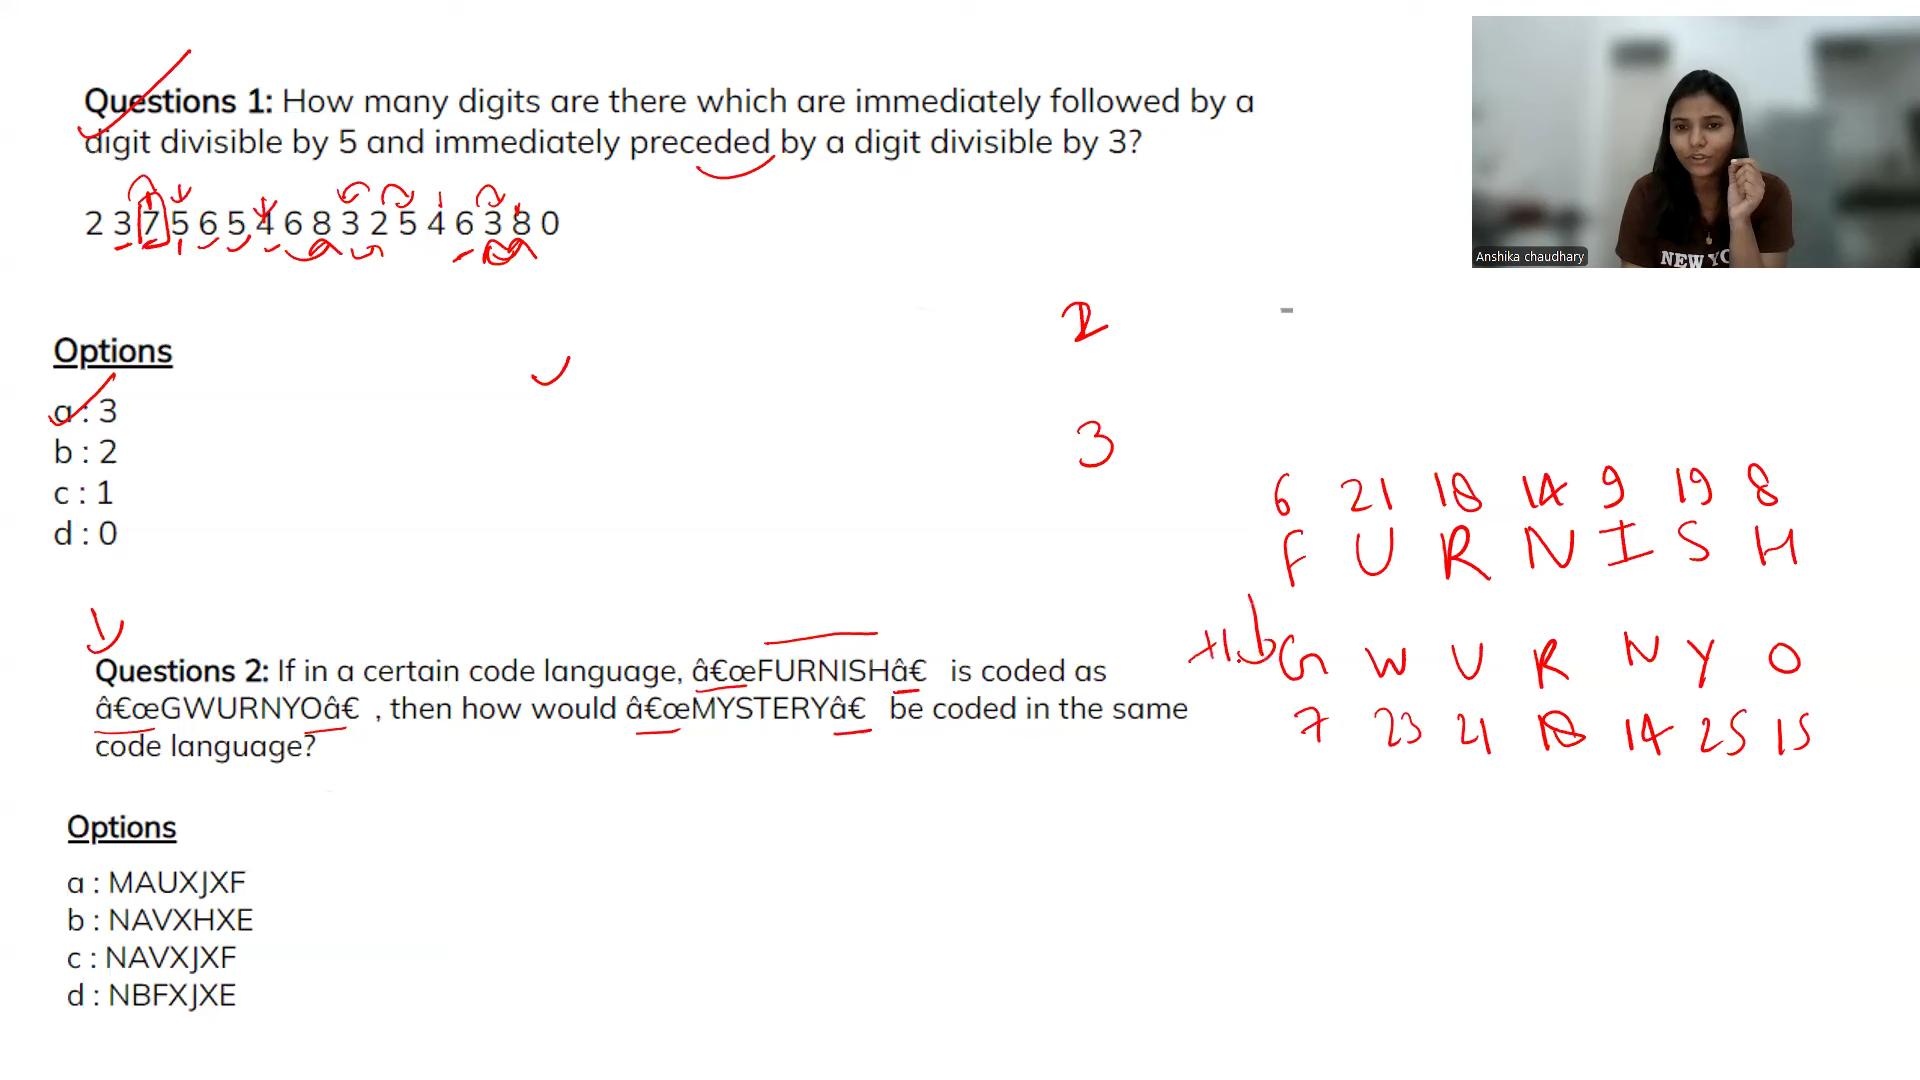 Questions 1: How many digits are there which are immediately followed by a
digit divisible by 5 and immediately preceded by a digit divisible by 3?
2 3 7 5 6 5 4 6 8 3 2 5 4 6 3 8 0
Anshika chaudhary
NEW YO
2
3
Options
a : 3
b : 2
c : 1
d : 0
6 21 18 14 9 19 8
F U R N I S H
G W U R N Y O
7 23 21 18 14 25 15
Questions 2: If in a certain code language, â€œFURNISHâ€ is coded as
â€œGWURNYOâ€ , then how would â€œMYSTERYâ€ be coded in the same
code language?
Options
a : MAUXJXF
b : NAVXHXE
c : NAVXJXF
d : NBFXJXE